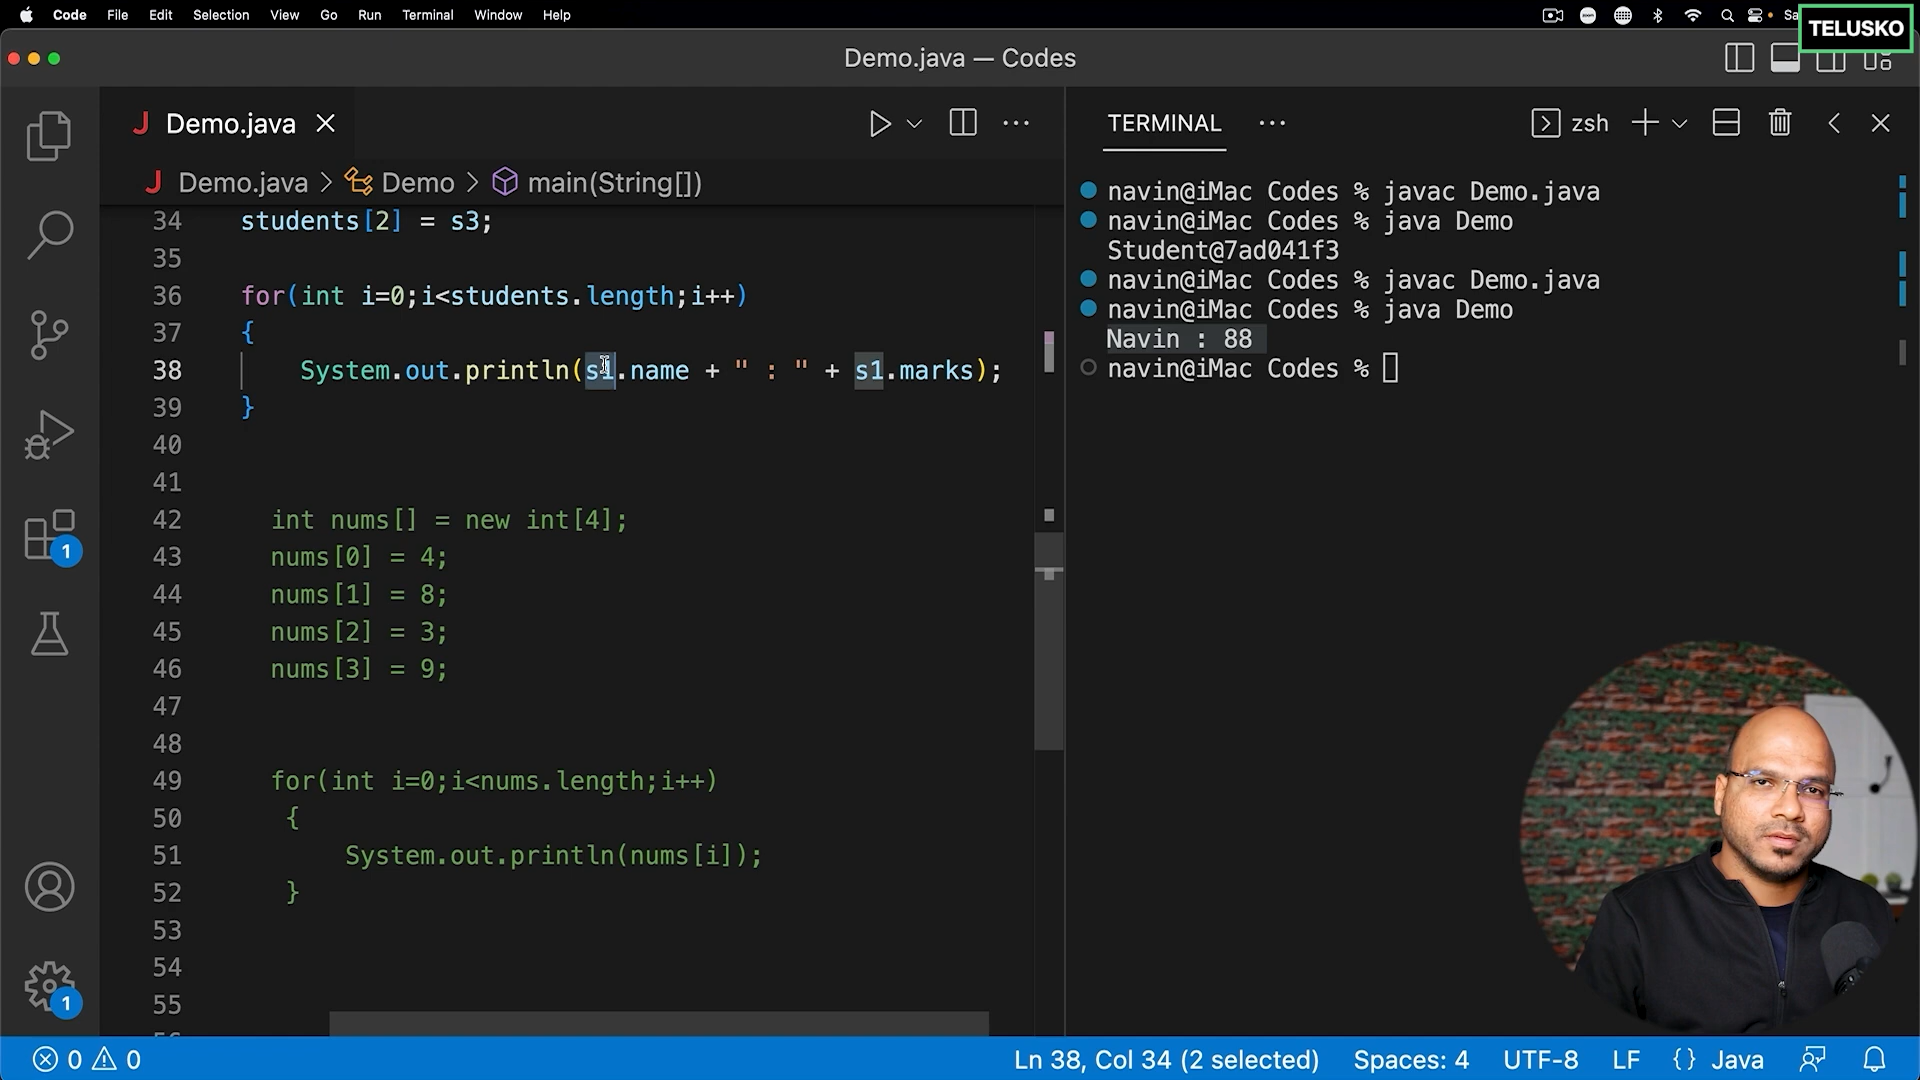 Code File Edit Selection View Go Run Terminal Window Help
TELUSKO
Demo.java — Codes
Demo.java
Demo.java > Demo > main(String[])
34 students[2] = s3;
35
36 for(int i=0;i<students.length;i++)
37 {
38 System.out.println(s1.name + " : " + s1.marks);
39 }
40
41
42 int nums[] = new int[4];
43 nums[0] = 4;
44 nums[1] = 8;
45 nums[2] = 3;
46 nums[3] = 9;
47
48
49 for(int i=0;i<nums.length;i++)
50 {
51 System.out.println(nums[i]);
52 }
53
54
55
TERMINAL
zsh
navin@iMac Codes % javac Demo.java
navin@iMac Codes % java Demo
Student@7ad041f3
navin@iMac Codes % javac Demo.java
navin@iMac Codes % java Demo
Navin : 88
navin@iMac Codes %
1
1
0 0
Ln 38, Col 34 (2 selected) Spaces: 4 UTF-8 LF {} Java